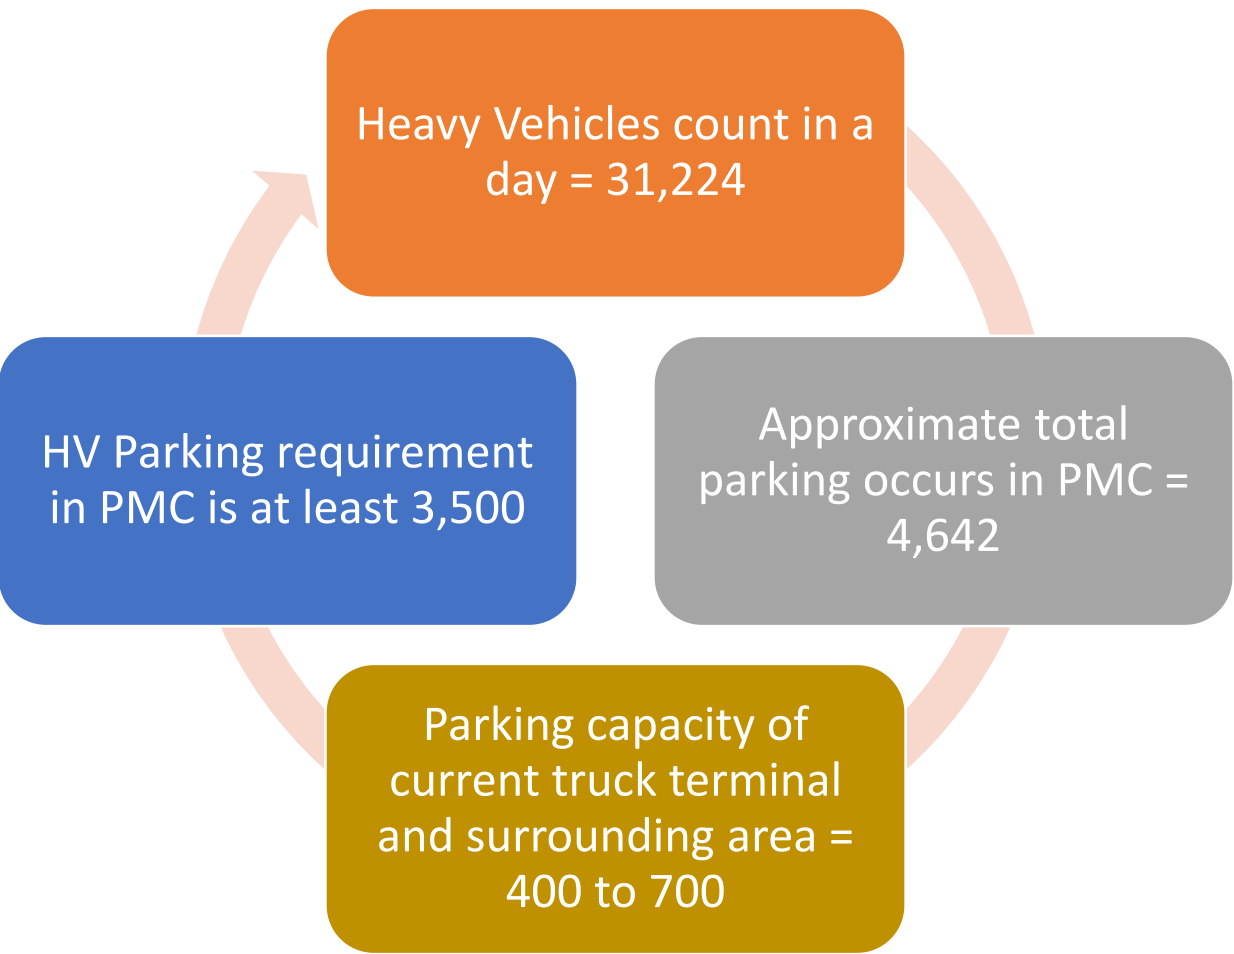 Heavy Vehicles count in a
day = 31,224
Approximate total
parking occurs in PMC =
4,642
Parking capacity of
current truck terminal
and surrounding area =
400 to 700
HV Parking requirement
in PMC is at least 3,500